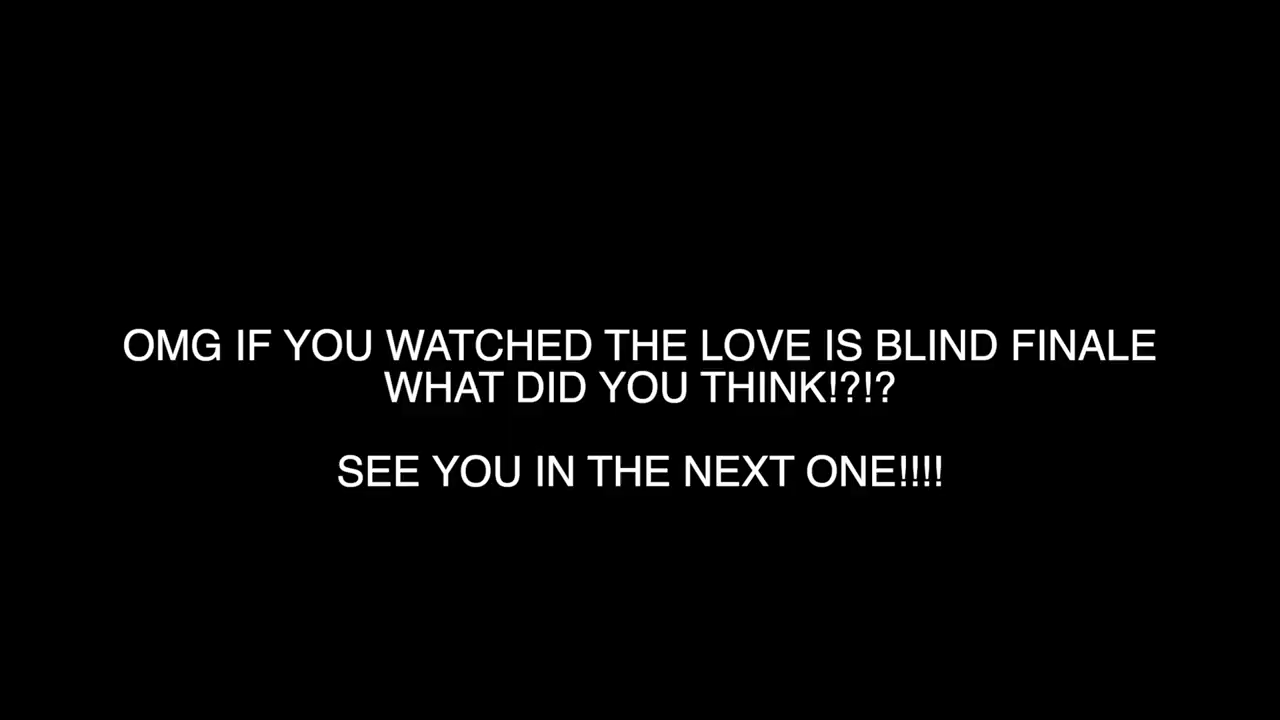 OMG IF YOU WATCHED THE LOVE IS BLIND FINALE
WHAT DID YOU THINK!?!?
SEE YOU IN THE NEXT ONE!!!!